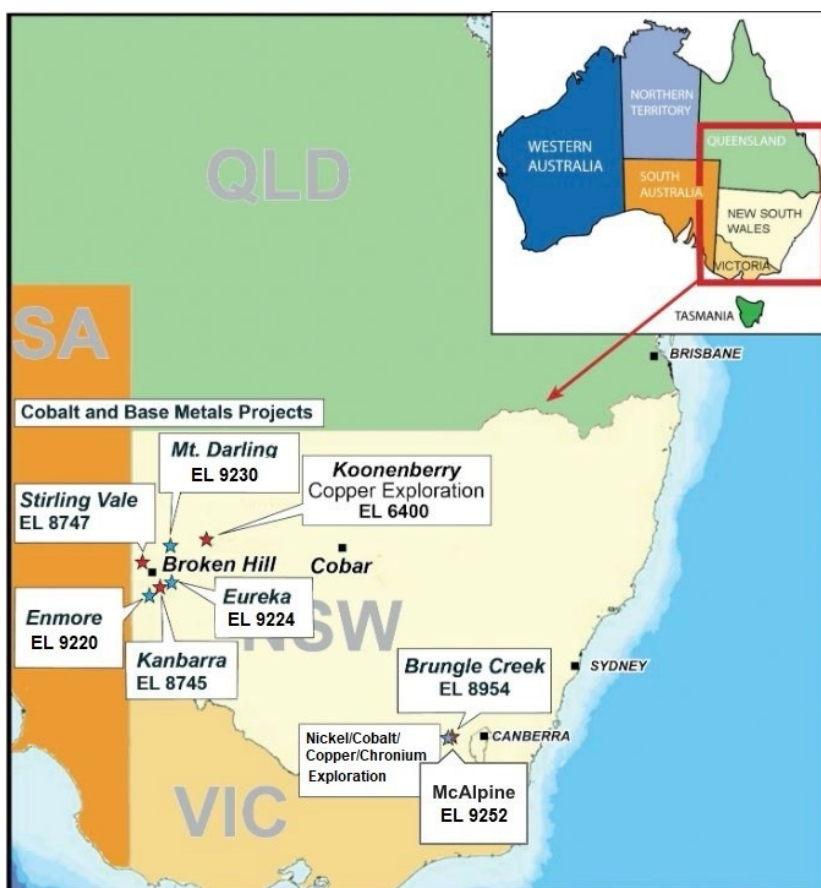 NORTHERN
TERRITORY
QUEENSLAND
WESTERN
AUSTRALIA
SOUTH
AUSTRALIA
NEW SOUTH
WALES
VICTORIA
TASMANIA
QLD
SA
BRISBANE
Cobalt and Base Metals Projects
Mt. Darling
EL 9230
Koonenberry
Copper Exploration
EL 6400
Stirling Vale
EL 8747
Broken Hill
Cobar
Enmore
EL 9220
Eureka
EL 9224
NSW
Kanbarra
EL 8745
Brungle Creek
EL 8954
SYDNEY
Nickel/Cobalt/
Copper/Chronium
Exploration
CANBERRA
McAlpine
EL 9252
VIC